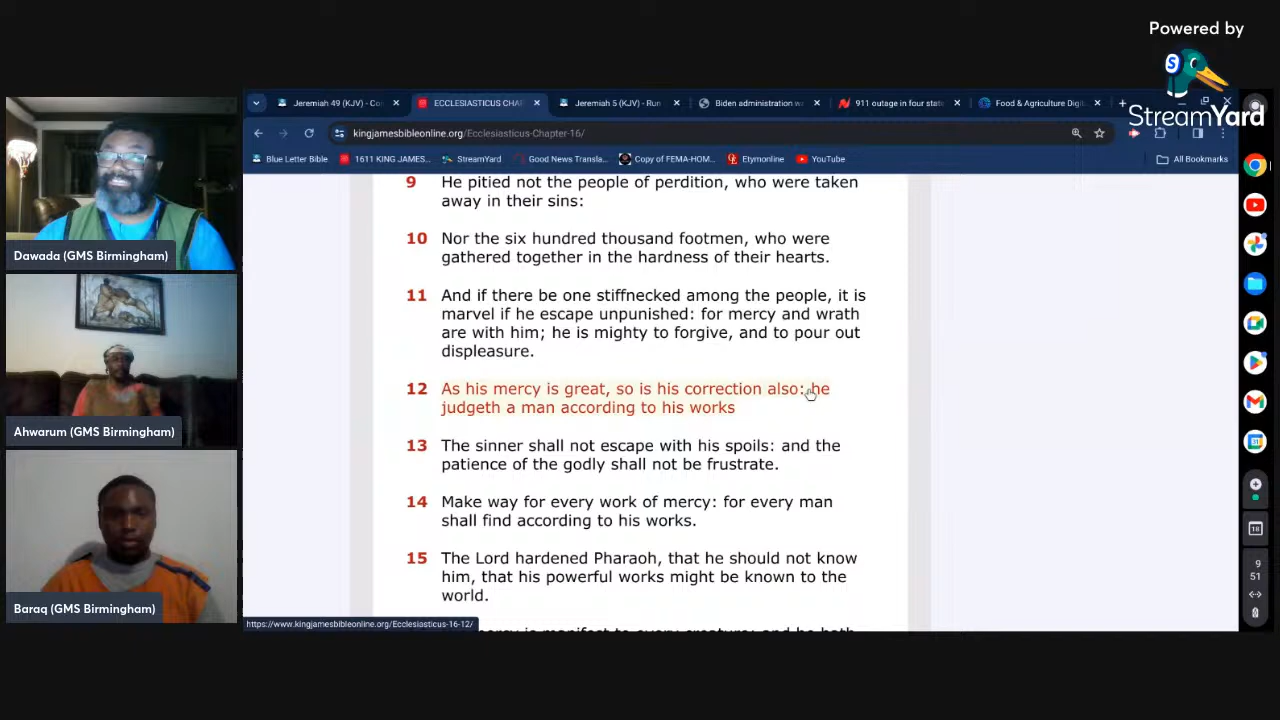 Powered by
StreamYard
Jeremiah 49 (KJV) - Co
ECCLESIASTICUS CHA
Jeremiah 5 (KJV) - Run
Biden administration w
911 outage in four stat
Food & Agriculture Digi
kingjamesbibleonline.org/Ecclesiasticus-Chapter-16/
Blue Letter Bible
1611 KING JAMES...
StreamYard
Good News Transla...
Copy of FEMA-HOM...
Etymonline
YouTube
All Bookmarks
9 He pitied not the people of perdition, who were taken
away in their sins:
10 Nor the six hundred thousand footmen, who were
gathered together in the hardness of their hearts.
11 And if there be one stiffnecked among the people, it is
marvel if he escape unpunished: for mercy and wrath
are with him; he is mighty to forgive, and to pour out
displeasure.
12 As his mercy is great, so is his correction also: he
judgeth a man according to his works
13 The sinner shall not escape with his spoils: and the
patience of the godly shall not be frustrate.
14 Make way for every work of mercy: for every man
shall find according to his works.
15 The Lord hardened Pharaoh, that he should not know
him, that his powerful works might be known to the
world.
https://www.kingjamesbibleonline.org/Ecclesiasticus-16-12/
Dawada (GMS Birmingham)
Ahwarum (GMS Birmingham)
Baraq (GMS Birmingham)
9
51